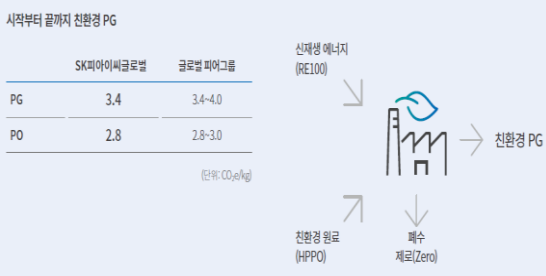 시작부터 끝까지 친환경 PG
SK피아이씨글로벌 글로벌 피어그룹
PG 3.4 3.4~4.0
PO 2.8 2.8~3.0
(단위: CO₂e/kg)
신재생 에너지
(RE100)
친환경 PG
친환경 원료
(HPPO)
폐수
제로(Zero)